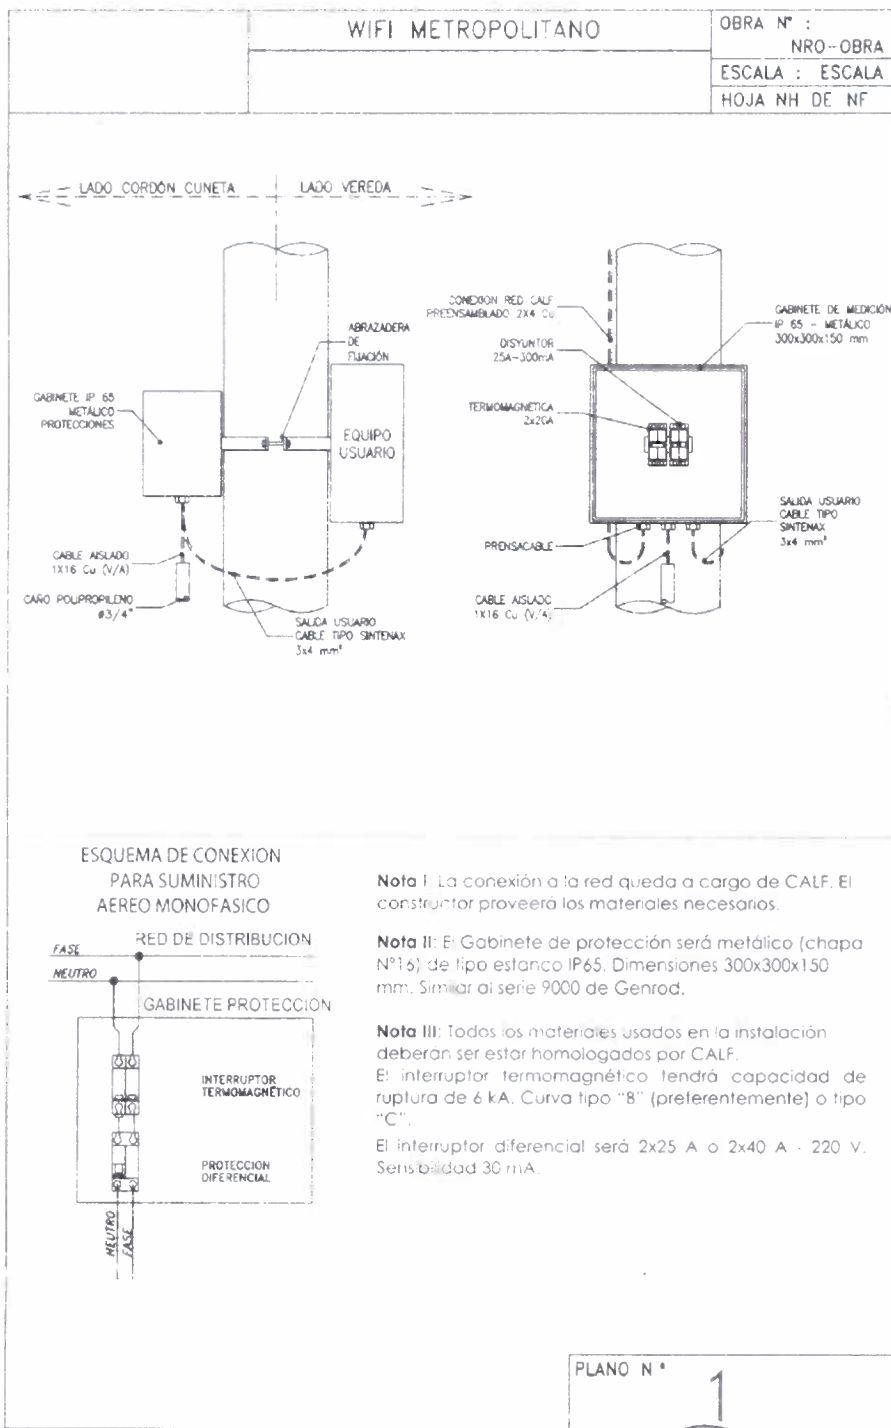 WIFI METROPOLITANO
OBRA N° :
NRO-OBRA
ESCALA : ESCALA
HOJA NH DE NF
LADO CORDÓN CUNETA
LADO VEREDA
ABRAZADERA
DE
FIJACIÓN
GABINETE IP 65
METÁLICO
PROTECCIONES
EQUIPO
USUARIO
CABLE AISLADO
1X16 Cu (V/A)
CAÑO POLIPROPILENO
ø3/4"
SALIDA USUARIO
CABLE TIPO SINTENAX
3x4 mm²
CONEXION RED CALF
PREENSAMBLADO 2X4 Cu
DISYUNTOR
25A-300mA
TERMOMAGNÉTICA
2x20A
GABINETE DE MEDICIÓN
IP 65 - METÁLICO
300x300x150 mm
PRENSACABLE
CABLE AISLADO
1X16 Cu (V/A)
SALIDA USUARIO
CABLE TIPO
SINTENAX
3x4 mm²
ESQUEMA DE CONEXION
PARA SUMINISTRO
AEREO MONOFASICO
RED DE DISTRIBUCION
FASE
NEUTRO
GABINETE PROTECCIÓN
INTERRUPTOR
TERMOMAGNÉTICO
PROTECCION
DIFERENCIAL
NEUTRO
FASE
Nota I: La conexión a la red queda a cargo de CALF. El
constructor proveerá los materiales necesarios.
Nota II: El Gabinete de protección será metálico (chapa
N°16) de tipo estanco IP65. Dimensiones 300x300x150
mm. Similar al serie 9000 de Genrod.
Nota III: Todos los materiales usados en la instalación
deberan ser estar homologados por CALF.
El interruptor termomagnético tendrá capacidad de
ruptura de 6 kA. Curva tipo "B" (preferentemente) o tipo
"C".
El interruptor diferencial será 2x25 A o 2x40 A - 220 V.
Sensibilidad 30 mA.
PLANO N°
1